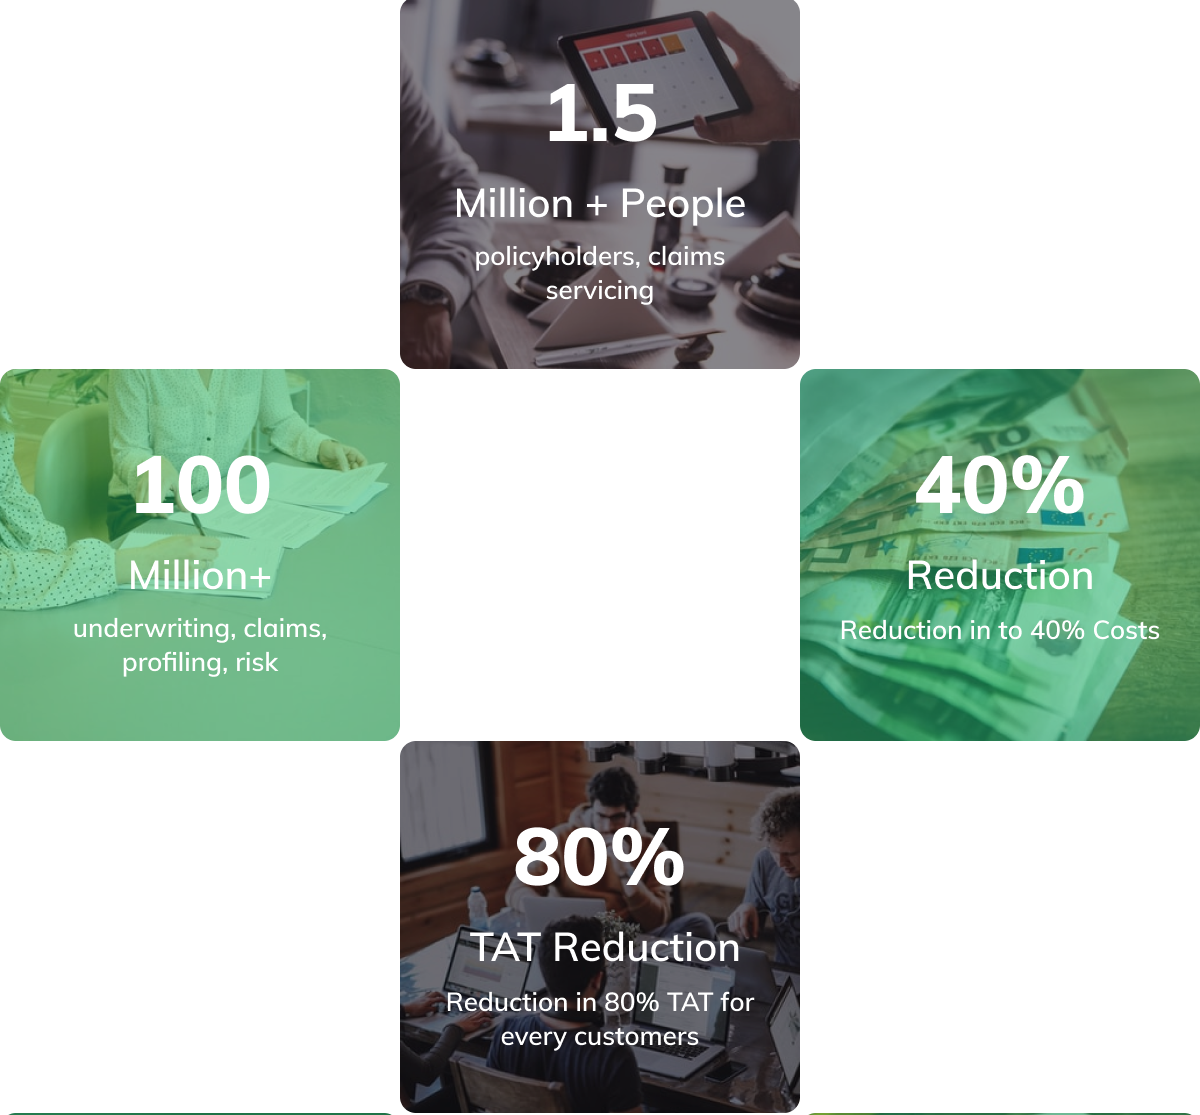 1.5
Million + People
policyholders, claims
servicing
100
Million+
underwriting, claims,
profiling, risk
40%
Reduction
Reduction in to 40% Costs
80%
TAT Reduction
Reduction in 80% TAT for
every customers